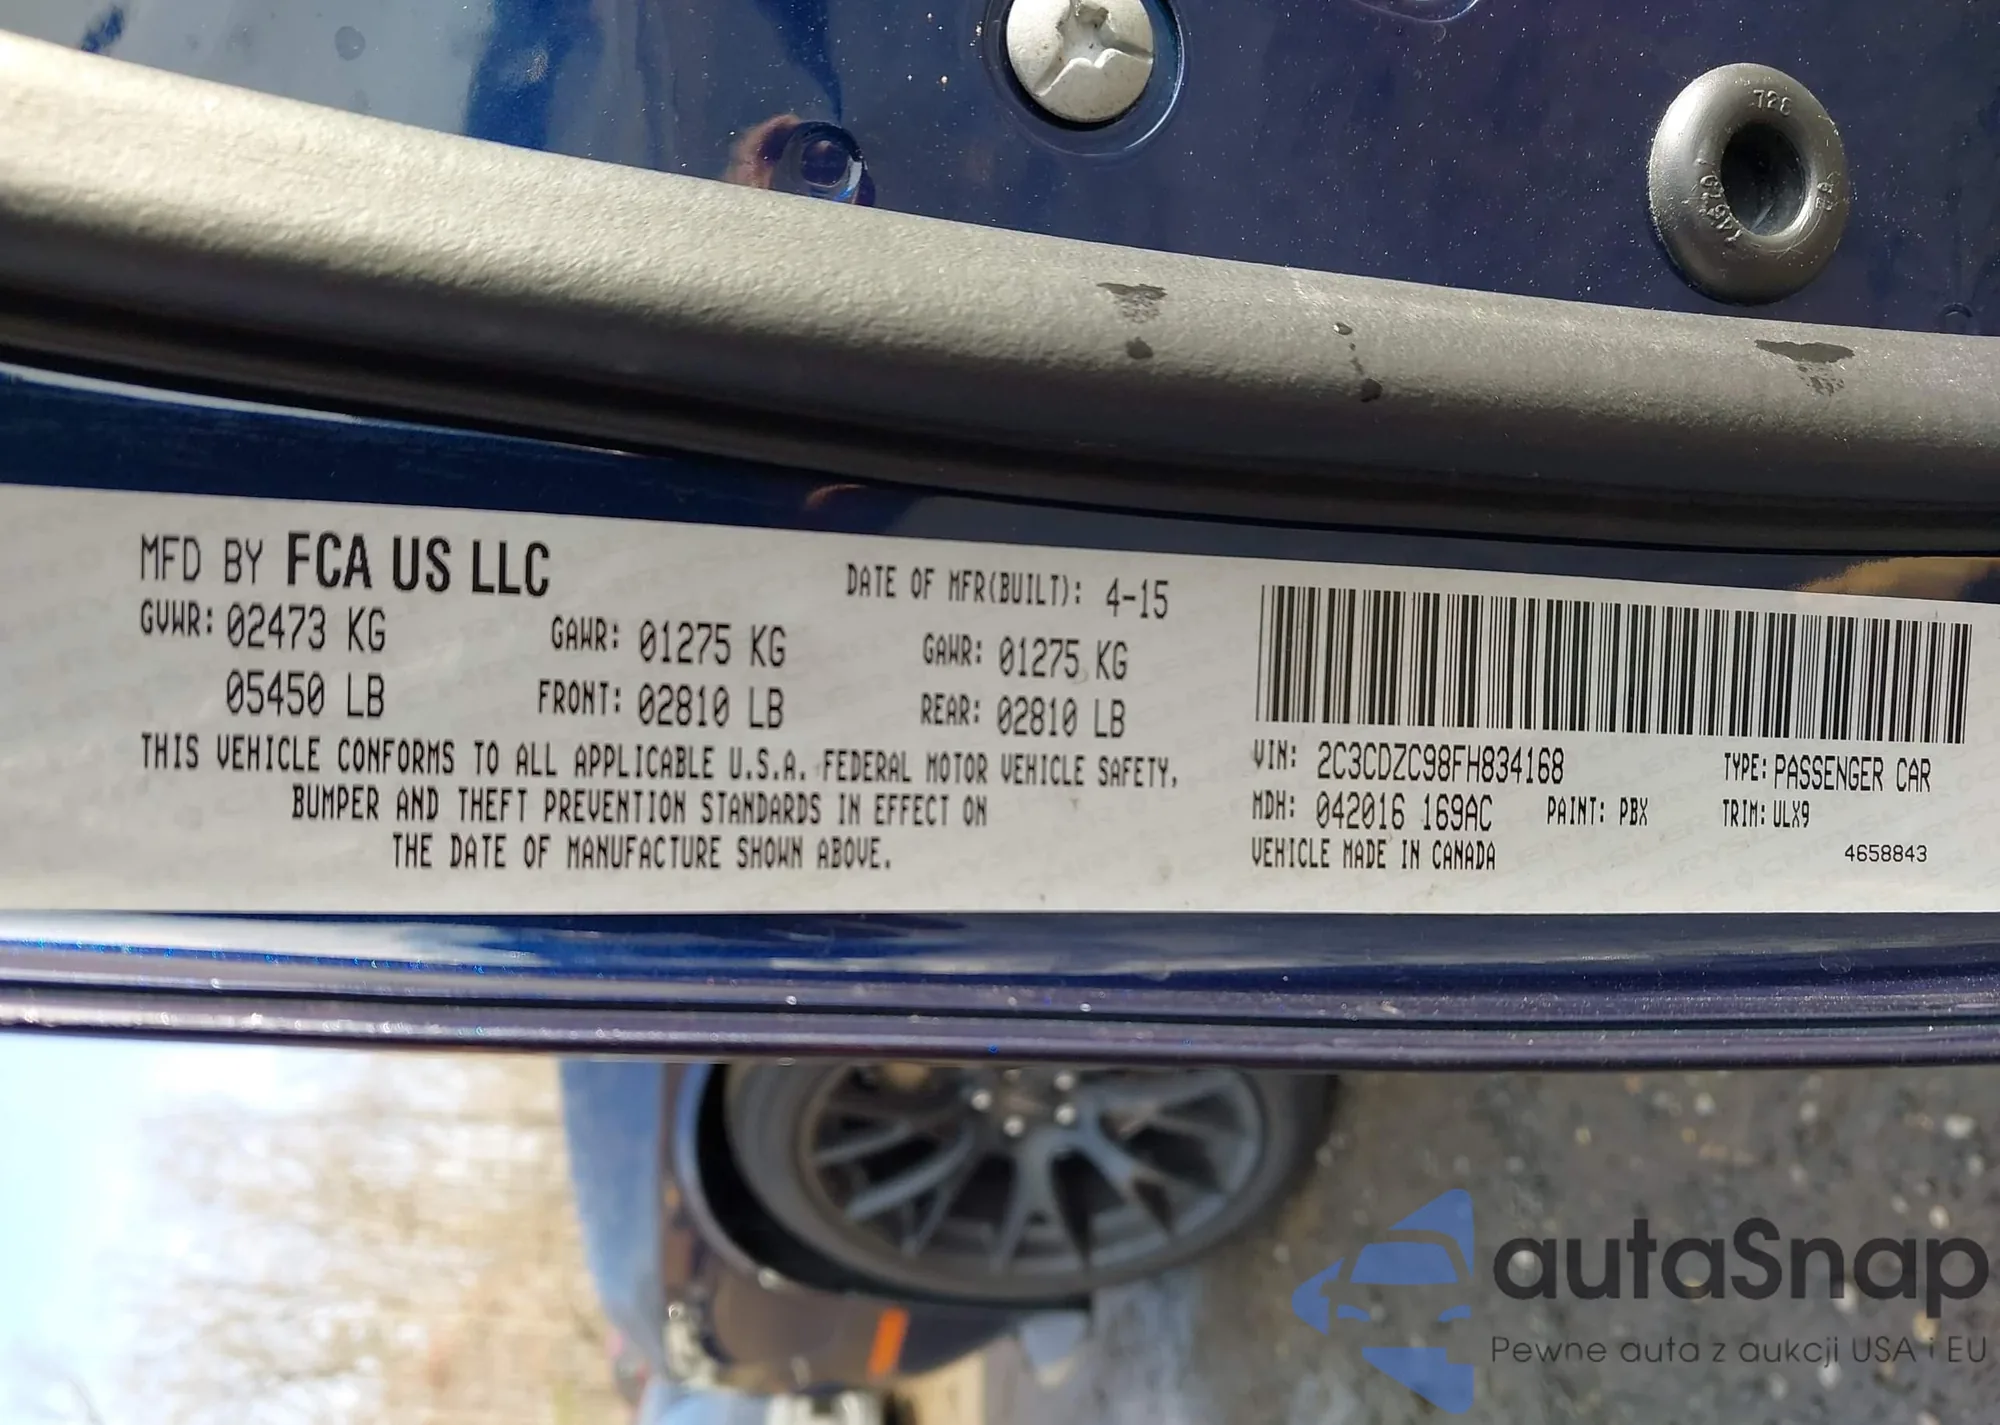 728
MFD BY FCA US LLC
DATE OF MFR(BUILT): 4-15
GVWR: 02473 KG
GAWR: 01275 KG
GAWR: 01275 KG
05450 LB
FRONT: 02810 LB
REAR: 02810 LB
THIS VEHICLE CONFORMS TO ALL APPLICABLE U.S.A. FEDERAL MOTOR VEHICLE SAFETY,
BUMPER AND THEFT PREVENTION STANDARDS IN EFFECT ON
THE DATE OF MANUFACTURE SHOWN ABOVE.
VIN: 2C3CDZC98FH834168
TYPE: PASSENGER CAR
MDH: 042016 169AC
PAINT: PBX
TRIM: ULX9
VEHICLE MADE IN CANADA
4658843
autaSnap
Pewne auta z aukcji USA i EU